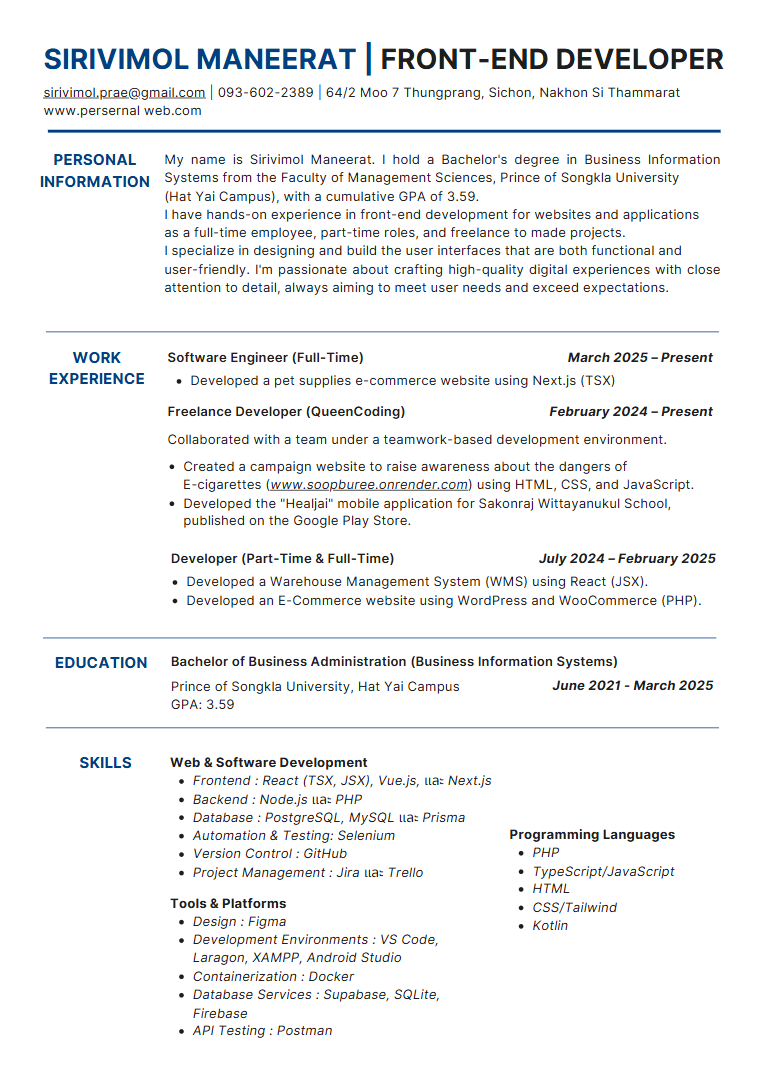 SIRIVIMOL MANEERAT | FRONT-END DEVELOPER
sirivimol.prae@gmail.com | 093-602-2389 | 64/2 Moo 7 Thungprang, Sichon, Nakhon Si Thammarat
www.persernal web.com
PERSONAL
INFORMATION
My name is Sirivimol Maneerat. I hold a Bachelor's degree in Business Information
Systems from the Faculty of Management Sciences, Prince of Songkla University
(Hat Yai Campus), with a cumulative GPA of 3.59.
I have hands-on experience in front-end development for websites and applications
as a full-time employee, part-time roles, and freelance to made projects.
I specialize in designing and build the user interfaces that are both functional and
user-friendly. I'm passionate about crafting high-quality digital experiences with close
attention to detail, always aiming to meet user needs and exceed expectations.
WORK
EXPERIENCE
Software Engineer (Full-Time) March 2025 – Present
• Developed a pet supplies e-commerce website using Next.js (TSX)
Freelance Developer (QueenCoding) February 2024 – Present
Collaborated with a team under a teamwork-based development environment.
• Created a campaign website to raise awareness about the dangers of
E-cigarettes (www.soopburee.onrender.com) using HTML, CSS, and JavaScript.
• Developed the "Healjai" mobile application for Sakonraj Wittayanukul School,
published on the Google Play Store.
Developer (Part-Time & Full-Time) July 2024 – February 2025
• Developed a Warehouse Management System (WMS) using React (JSX).
• Developed an E-Commerce website using WordPress and WooCommerce (PHP).
EDUCATION
Bachelor of Business Administration (Business Information Systems)
Prince of Songkla University, Hat Yai Campus June 2021 - March 2025
GPA: 3.59
SKILLS
Web & Software Development
• Frontend : React (TSX, JSX), Vue.js, และ Next.js
• Backend : Node.js และ PHP
• Database : PostgreSQL, MySQL และ Prisma
• Automation & Testing: Selenium
• Version Control : GitHub
• Project Management : Jira และ Trello
Tools & Platforms
• Design : Figma
• Development Environments : VS Code,
Laragon, XAMPP, Android Studio
• Containerization : Docker
• Database Services : Supabase, SQLite,
Firebase
• API Testing : Postman
Programming Languages
• PHP
• TypeScript/JavaScript
• HTML
• CSS/Tailwind
• Kotlin